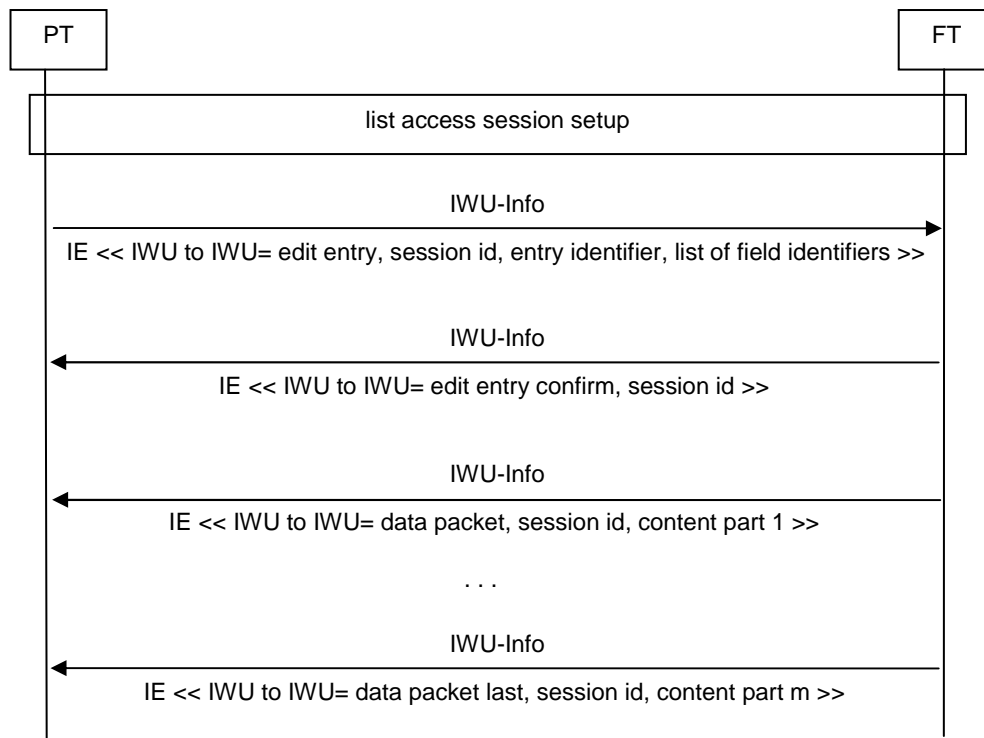 PT
FT
list access session setup
IWU-Info
IE << IWU to IWU= edit entry, session id, entry identifier, list of field identifiers >>
IWU-Info
IE << IWU to IWU= edit entry confirm, session id >>
IWU-Info
IE << IWU to IWU= data packet, session id, content part 1 >>
. . .
IWU-Info
IE << IWU to IWU= data packet last, session id, content part m >>